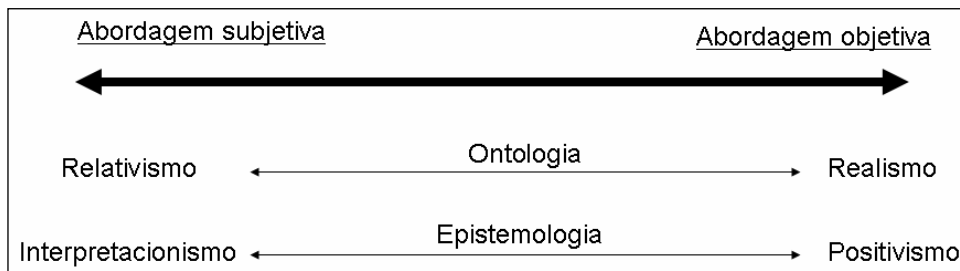 Abordagem subjetiva Abordagem objetiva
Relativismo Ontologia Realismo
Interpretacionismo Epistemologia Positivismo